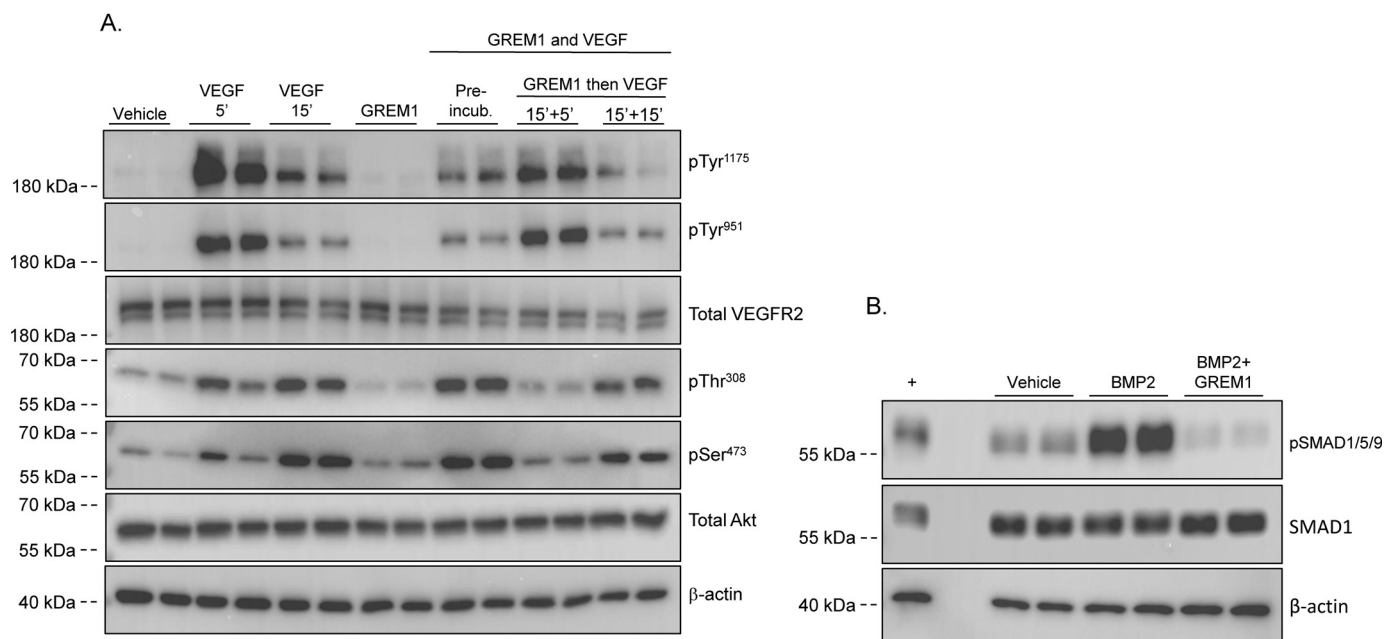 A.
GREM1 and VEGF
Vehicle
VEGF
5'
VEGF
15'
GREM1
Pre-
incub.
GREM1 then VEGF
15'+5'
15'+15'
180 kDa--
pTyr1175
180 kDa--
pTyr951
180 kDa--
Total VEGFR2
70 kDa--
55 kDa--
pThr308
70 kDa--
55 kDa--
pSer473
70 kDa--
55 kDa--
Total Akt
40 kDa--
β-actin
B.
+
Vehicle
BMP2
BMP2+
GREM1
55 kDa--
pSMAD1/5/9
55 kDa--
SMAD1
40 kDa--
β-actin